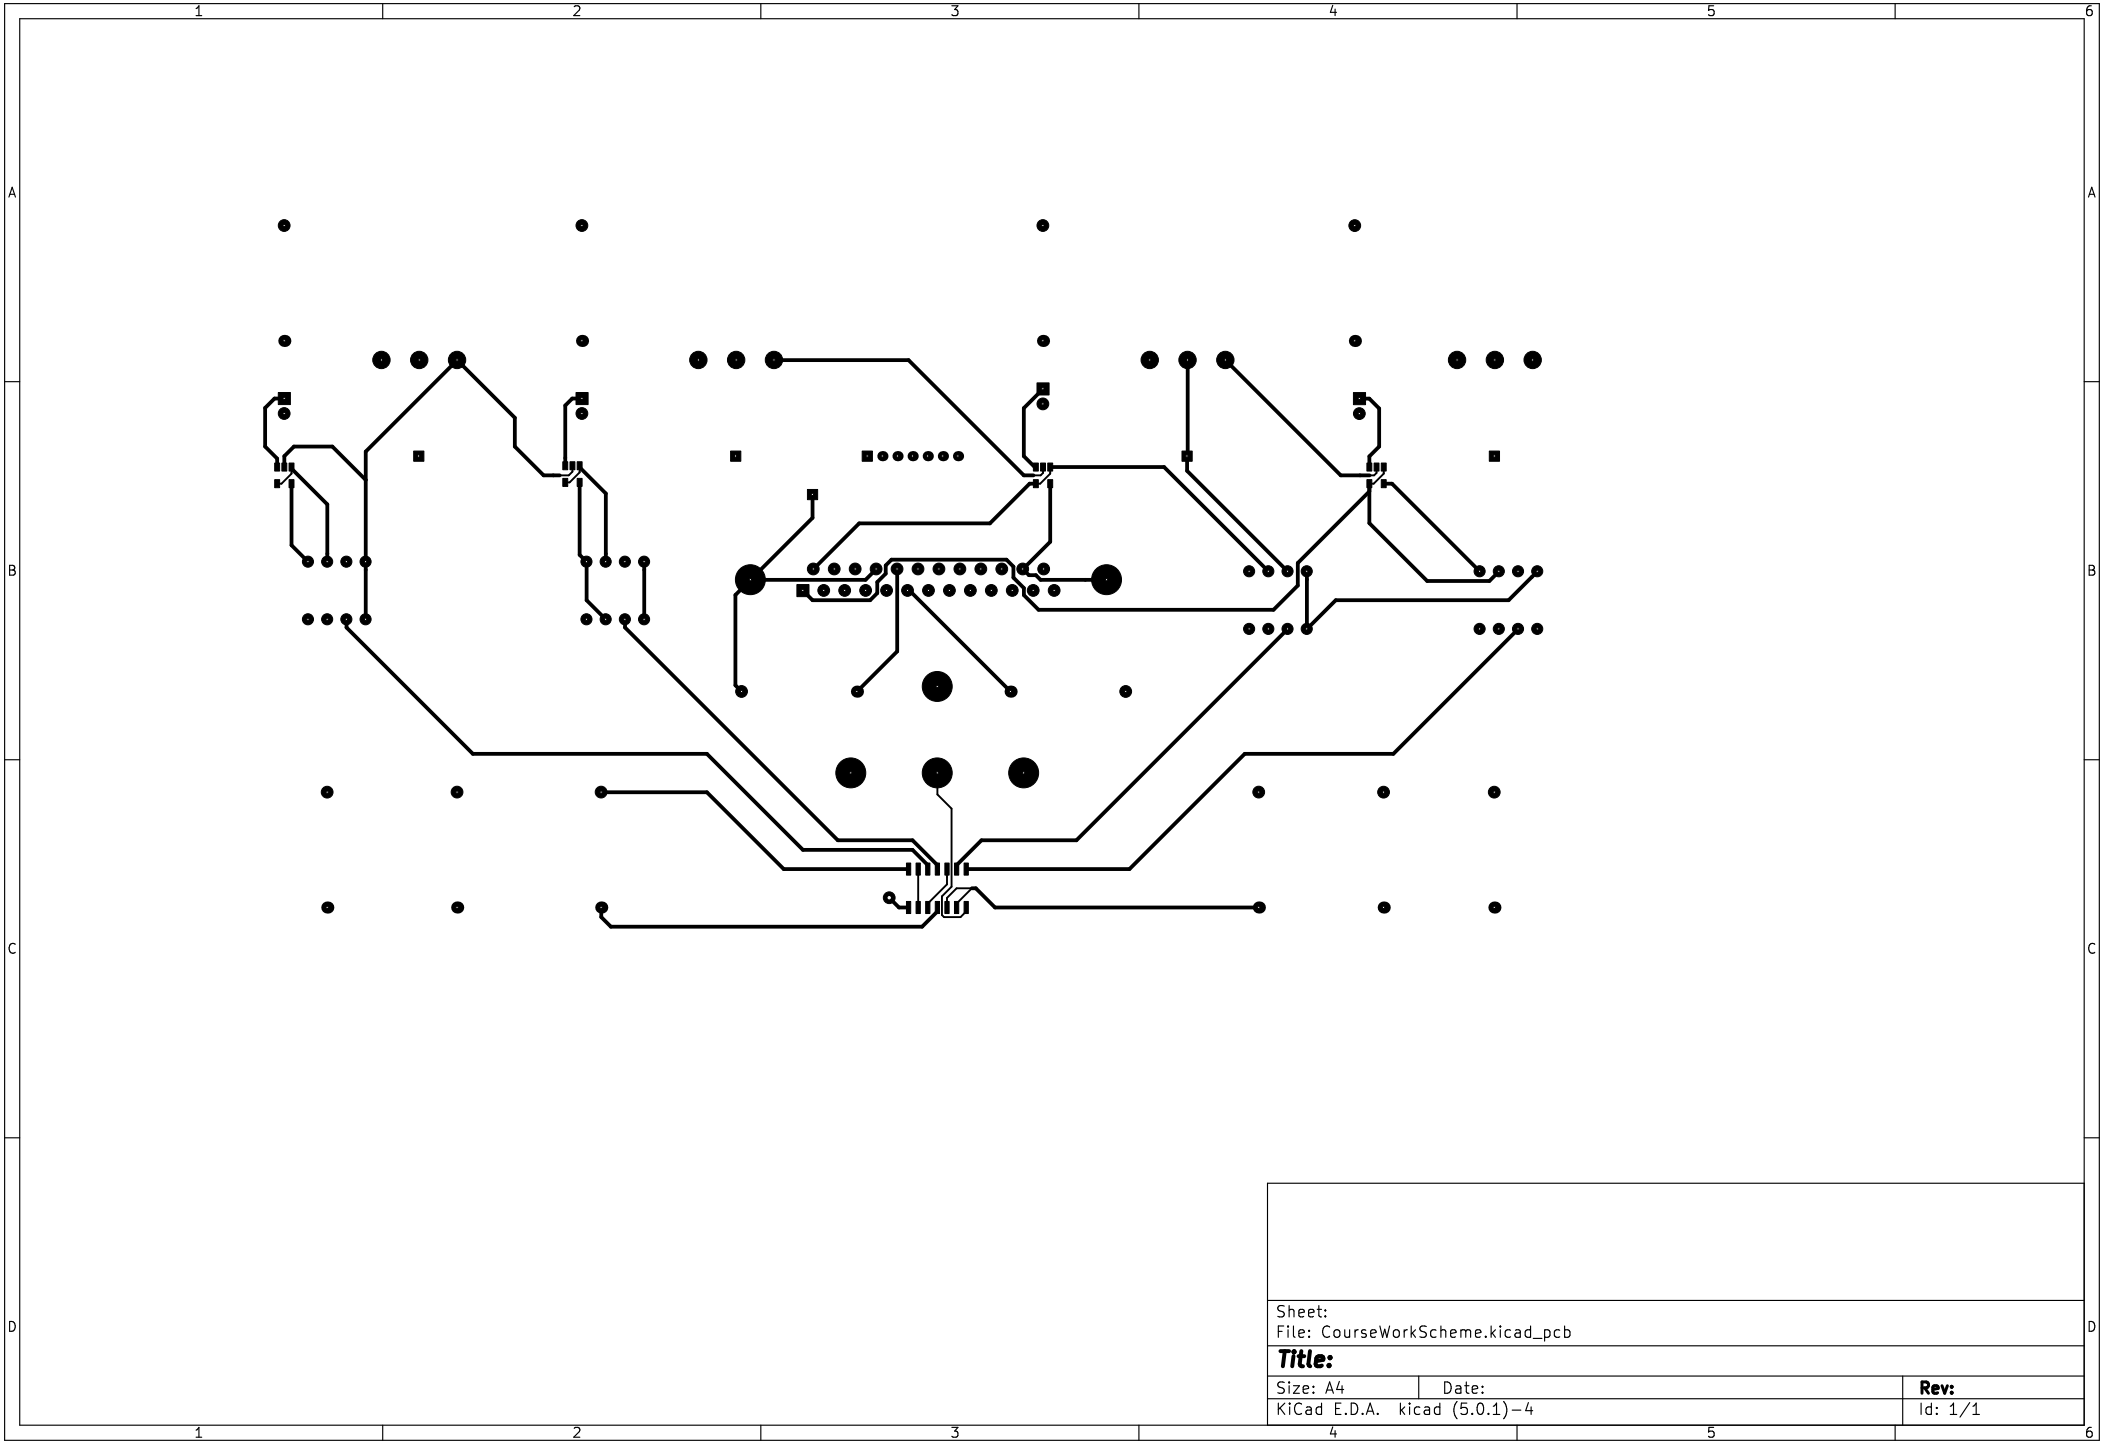 1 2 3 4 5 6
A A
B B
C C
D D
Sheet:
File: CourseWorkScheme.kicad_pcb
Title:
Size: A4 Date: Rev:
KiCad E.D.A. kicad (5.0.1)-4 Id: 1/1
1 2 3 4 5 6